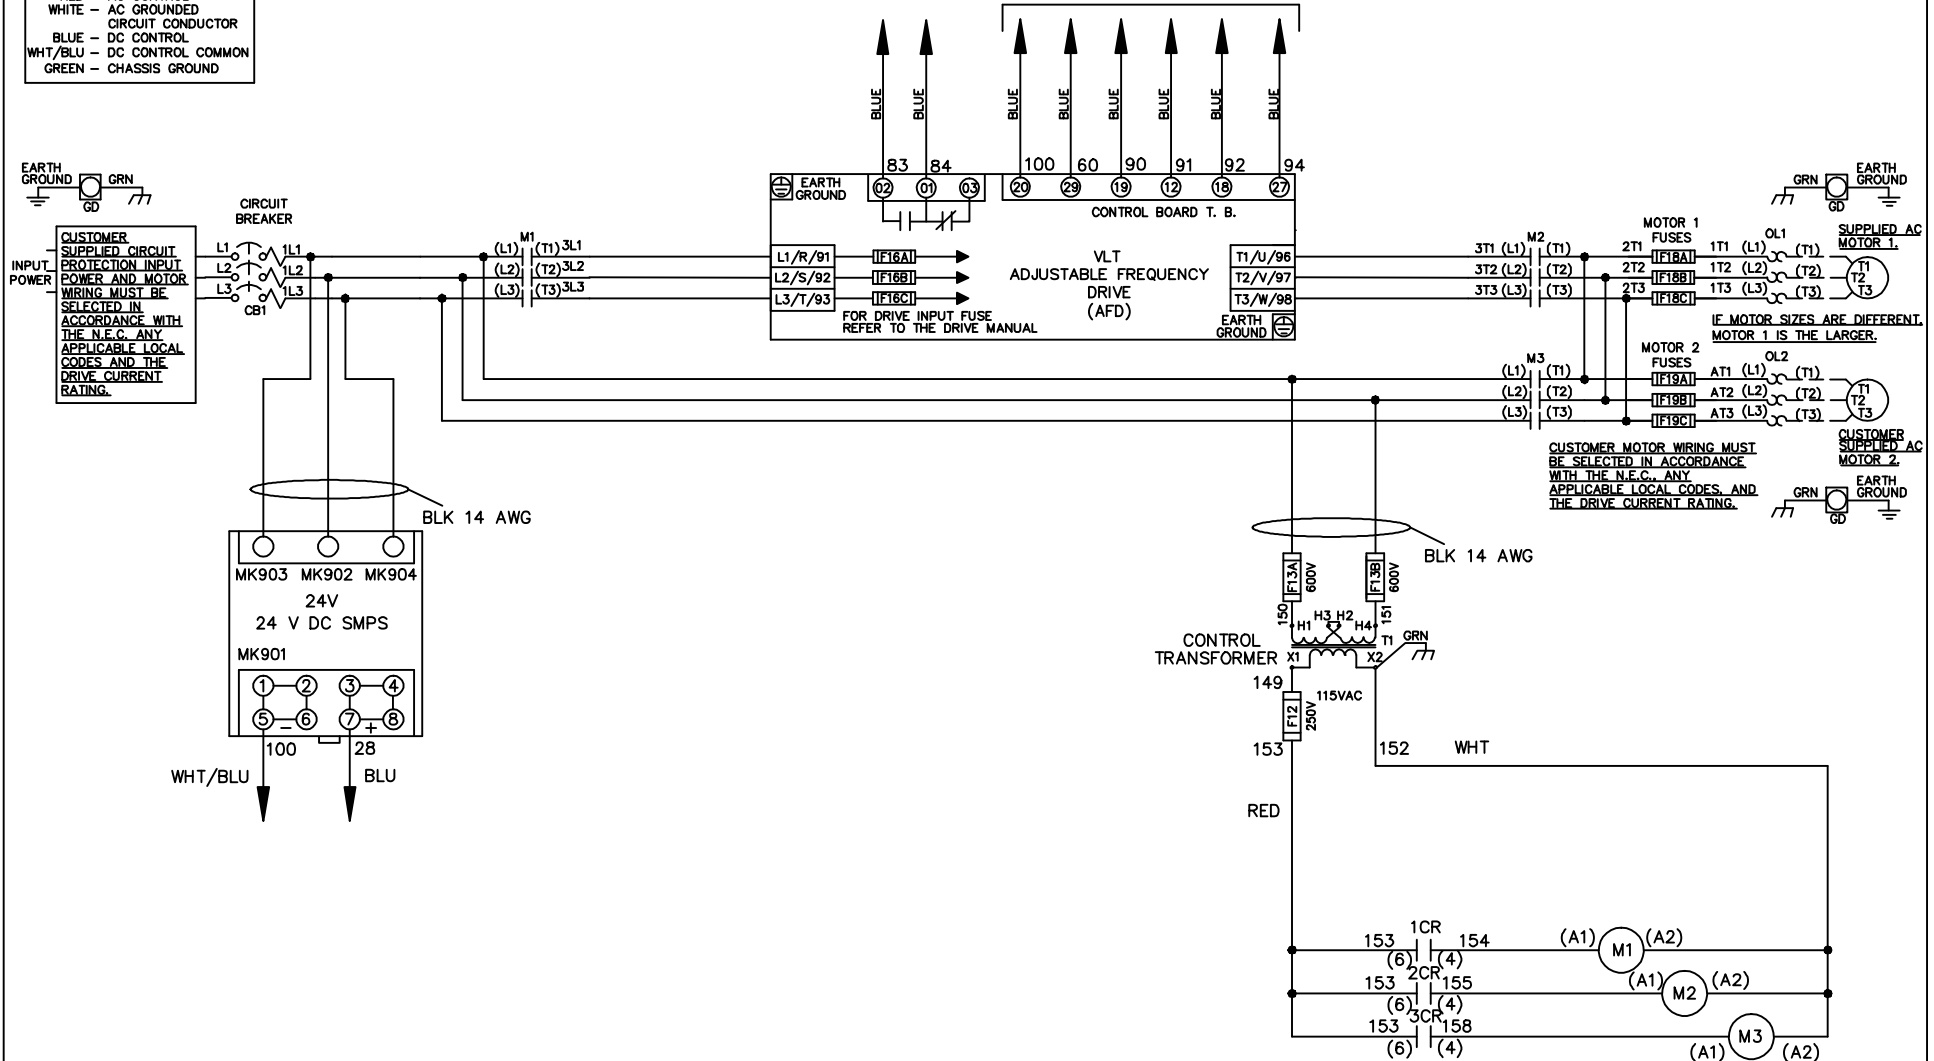 WHITE – AC GROUNDED
CIRCUIT CONDUCTOR
BLUE – DC CONTROL
WHT/BLU – DC CONTROL COMMON
GREEN – CHASSIS GROUND
BLUE
BLUE
BLUE
BLUE
BLUE
BLUE
BLUE
BLUE
83
84
100
60
90
91
92
94
EARTH
GROUND
GRN
GD
CIRCUIT
BREAKER
INPUT
POWER
CUSTOMER
SUPPLIED CIRCUIT
PROTECTION INPUT
POWER AND MOTOR
WIRING MUST BE
SELECTED IN
ACCORDANCE WITH
THE N.E.C. ANY
APPLICABLE LOCAL
CODES AND THE
DRIVE CURRENT
RATING.
L1
1L1
L2
1L2
L3
1L3
CB1
M1
(L1) (T1) 3L1
(L2) (T2) 3L2
(L3) (T3) 3L3
EARTH
GROUND
02
01
03
20
29
19
12
18
27
CONTROL BOARD T. B.
L1/R/91
F16A
L2/S/92
F16B
L3/T/93
F16C
VLT
ADJUSTABLE FREQUENCY
DRIVE
(AFD)
FOR DRIVE INPUT FUSE
REFER TO THE DRIVE MANUAL
T1/U/96
T2/V/97
T3/W/98
EARTH
GROUND
M2
3T1 (L1) (T1)
3T2 (L2) (T2)
3T3 (L3) (T3)
MOTOR 1
FUSES
2T1 F18A 1T1 (L1)
2T2 F18B 1T2 (L2)
2T3 F18C 1T3 (L3)
OL1
(T1)
(T2)
(T3)
GRN
GD
EARTH
GROUND
SUPPLIED AC
MOTOR 1.
T1
T2
T3
IF MOTOR SIZES ARE DIFFERENT,
MOTOR 1 IS THE LARGER.
M3
(L1) (T1)
(L2) (T2)
(L3) (T3)
MOTOR 2
FUSES
F19A AT1 (L1)
F19B AT2 (L2)
F19C AT3 (L3)
OL2
(T1)
(T2)
(T3)
T1
T2
T3
CUSTOMER
SUPPLIED AC
MOTOR 2.
CUSTOMER MOTOR WIRING MUST
BE SELECTED IN ACCORDANCE
WITH THE N.E.C., ANY
APPLICABLE LOCAL CODES, AND
THE DRIVE CURRENT RATING.
GRN
GD
EARTH
GROUND
BLK 14 AWG
MK903 MK902 MK904
24V
24 V DC SMPS
MK901
1 2 3 4
5 – 6 7 + 8
100
28
WHT/BLU
BLU
BLK 14 AWG
F13A
600V
F13B
600V
150
151
H1 H3 H2 H4
T1
GRN
CONTROL
TRANSFORMER
X1
X2
149
115VAC
F12
250V
153
152
WHT
RED
1CR
153 154 (A1) M1 (A2)
(6) (4)
2CR
153 155 (A1) M2 (A2)
(6) (4)
3CR
153 158 M3
(6) (4) (A1) (A2)